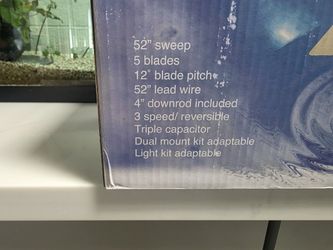 52" sweep
5 blades
12˚ blade pitch
52" lead wire
4" downrod included
3 speed/ reversible
Triple capacitor
Dual mount kit adaptable
Light kit adaptable